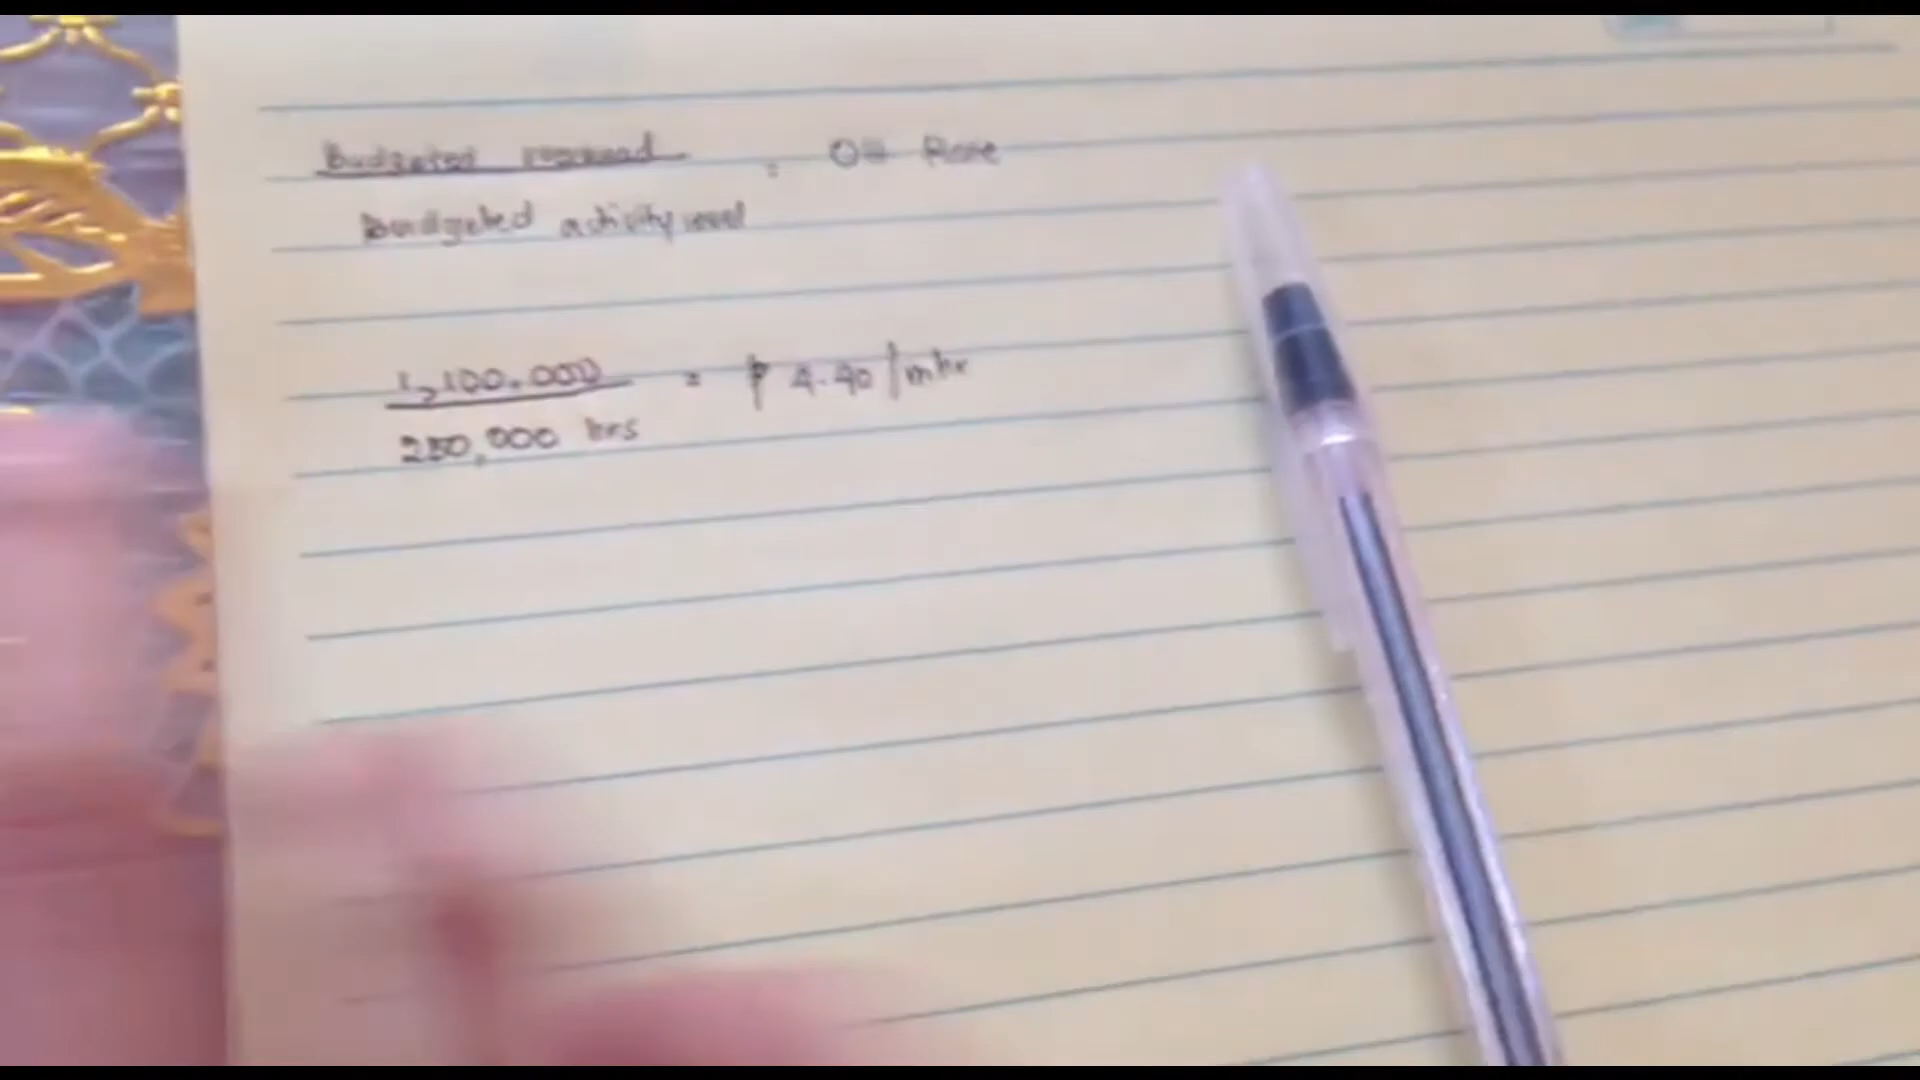 Budgeted overhead = OH Rate
Budgeted activity level
1,100,000 = ₱ 4.40/mhr
250,000 hrs